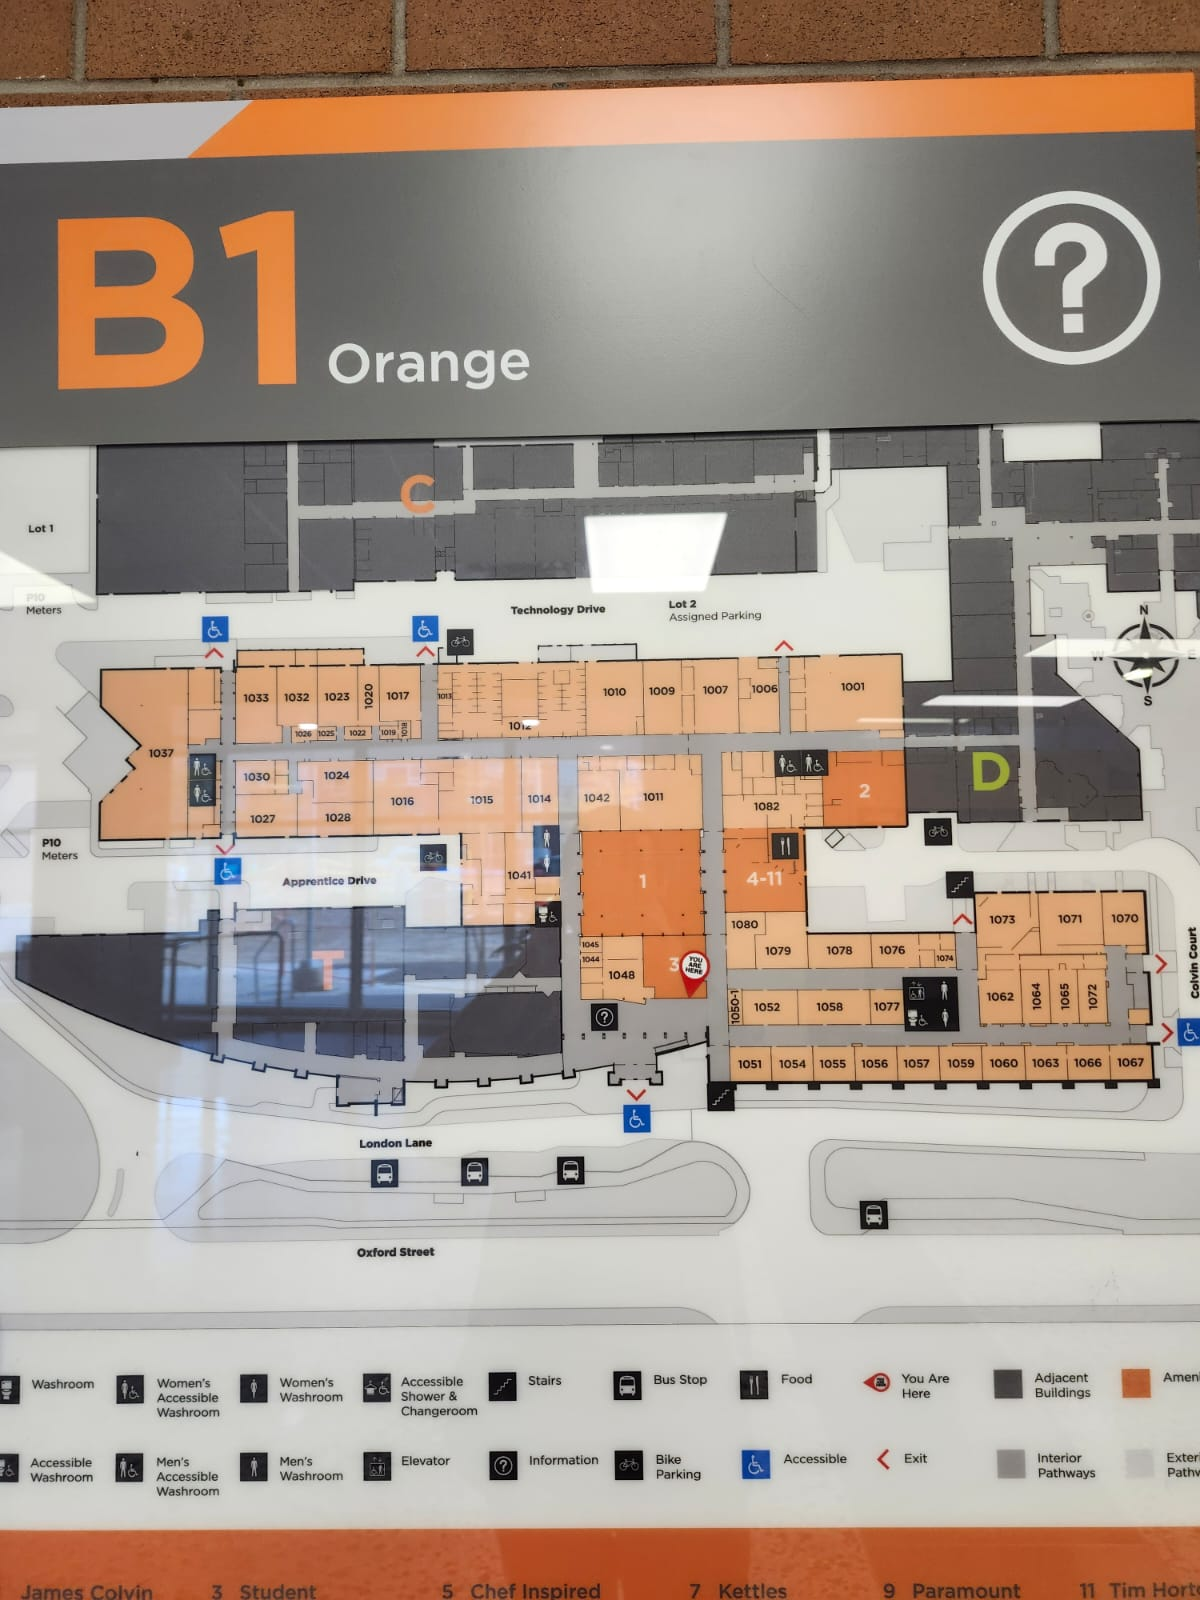 B1 Orange
?
C
Lot 1
P10
Meters
Technology Drive
Lot 2
Assigned Parking
N
W
E
S
1033
1032
1023
1020
1017
1013
1012
1010
1009
1007
1006
1001
1026
1025
1022
1019
1018
1037
1030
1024
1027
1028
1016
1015
1014
1042
1011
1082
2
D
P10
Meters
Apprentice Drive
1041
1
4-11
1080
1073
1071
1070
T
1045
1044
1048
3
YOU
ARE
HERE
1079
1078
1076
1074
Colvin Court
1050-1
1052
1058
1077
1062
1064
1065
1072
?
1051
1054
1055
1056
1057
1059
1060
1063
1066
1067
London Lane
Oxford Street
Washroom
Women's
Accessible
Washroom
Women's
Washroom
Accessible
Shower &
Changeroom
Stairs
Bus Stop
Food
You Are
Here
Adjacent
Buildings
Ameni
Accessible
Washroom
Men's
Accessible
Washroom
Men's
Washroom
Elevator
?
Information
Bike
Parking
Accessible
Exit
Interior
Pathways
Exteri
Pathw
James Colvin
3 Student
5 Chef Inspired
7 Kettles
9 Paramount
11 Tim Horto